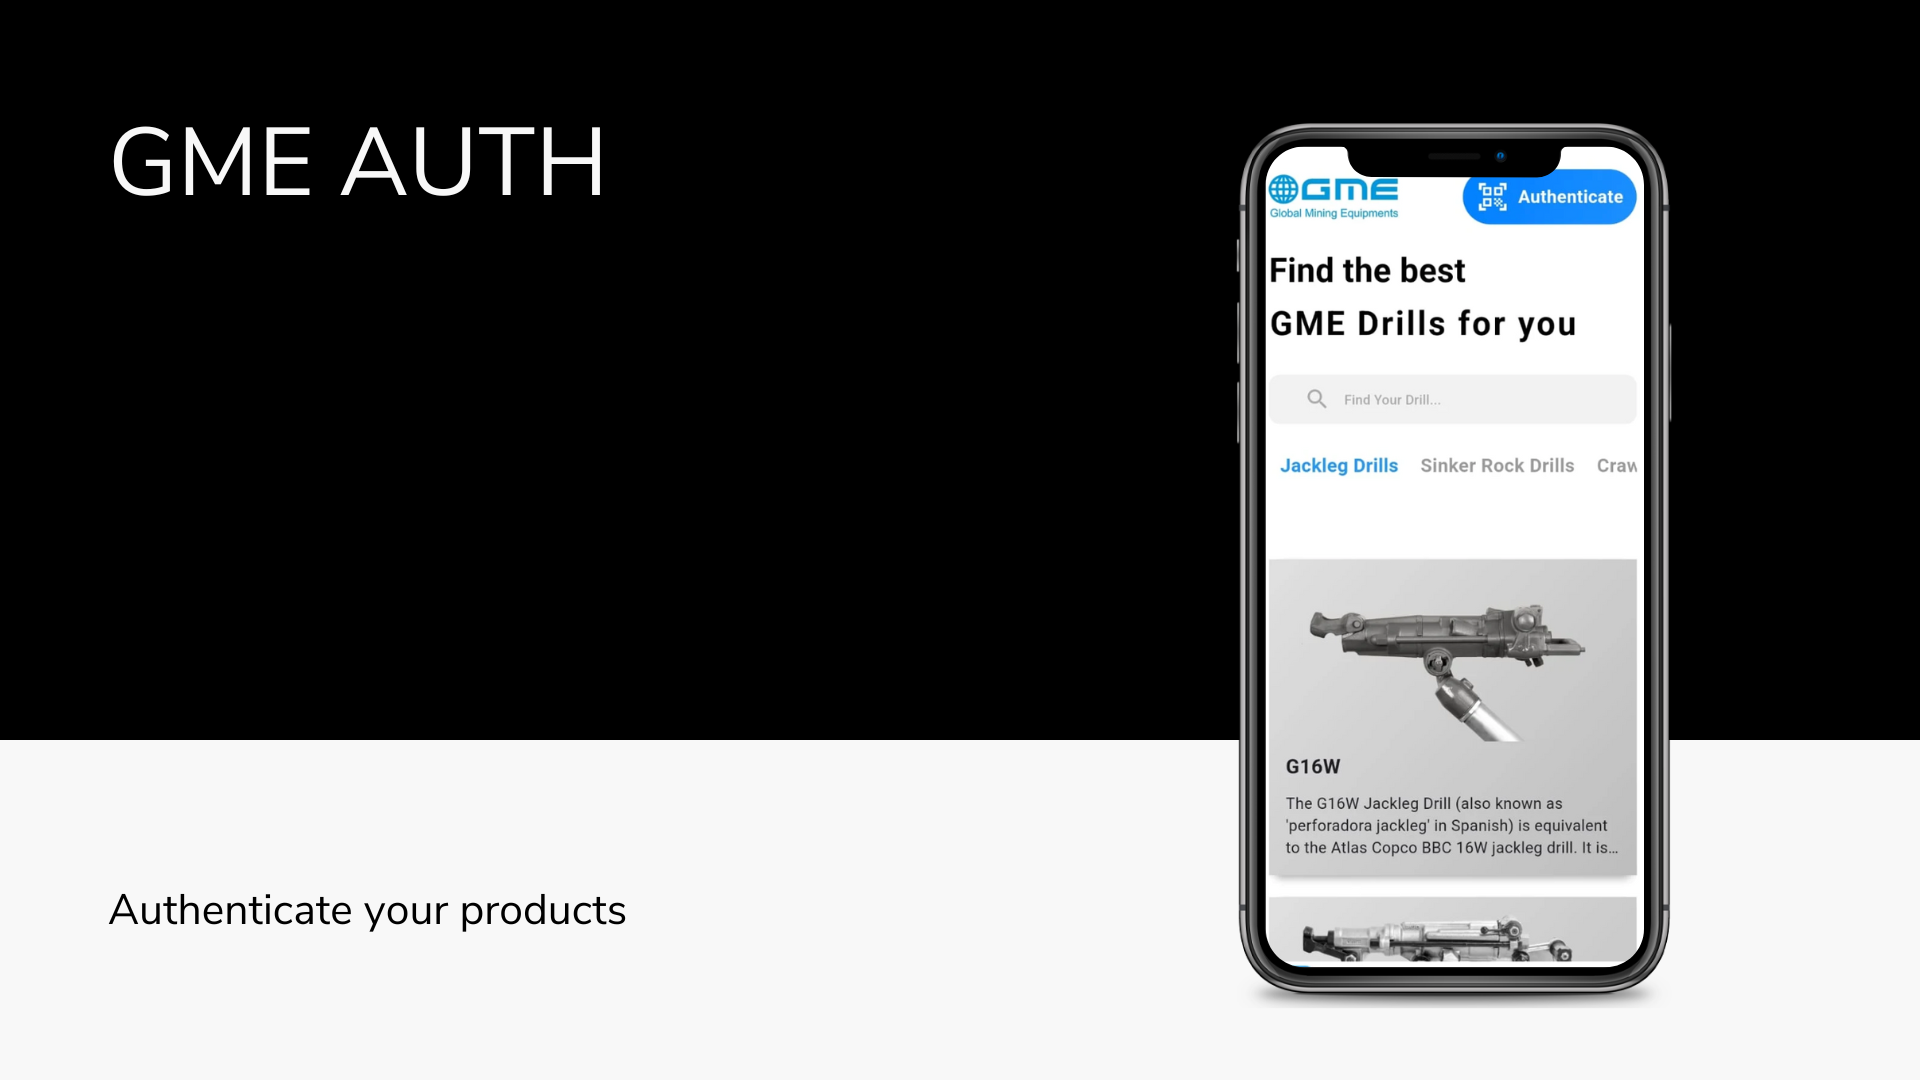 GME AUTH
Authenticate your products
GME
Global Mining Equipments
Authenticate
Find the best
GME Drills for you
Find Your Drill...
Jackleg Drills Sinker Rock Drills Craw
G16W
The G16W Jackleg Drill (also known as
'perforadora jackleg' in Spanish) is equivalent
to the Atlas Copco BBC 16W jackleg drill. It is...